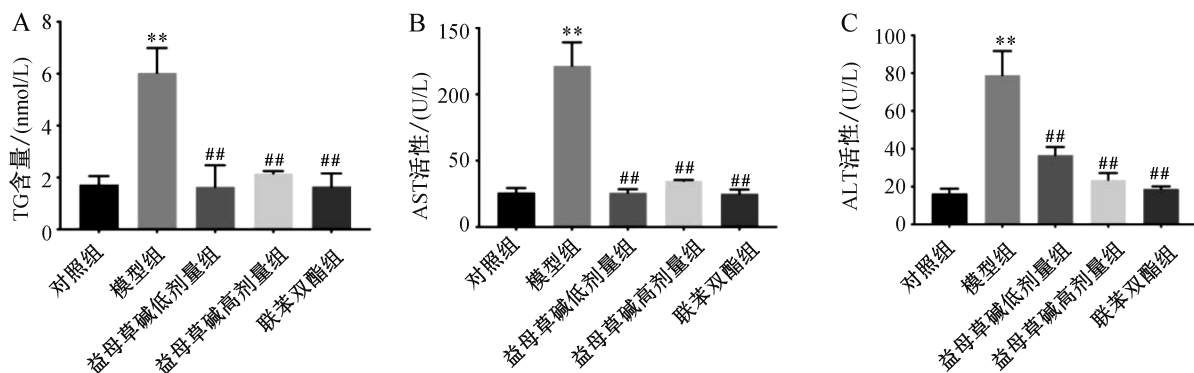 A
TG含量/(nmol/L)
8
6
4
2
0
**
##
##
##
对照组
模型组
益母草碱低剂量组
益母草碱高剂量组
联苯双酯组
B
AST活性/(U/L)
150
200
50
0
**
##
##
##
对照组
模型组
益母草碱低剂量组
益母草碱高剂量组
联苯双酯组
C
ALT活性/(U/L)
100
80
60
40
20
0
**
##
##
##
对照组
模型组
益母草碱低剂量组
益母草碱高剂量组
联苯双酯组